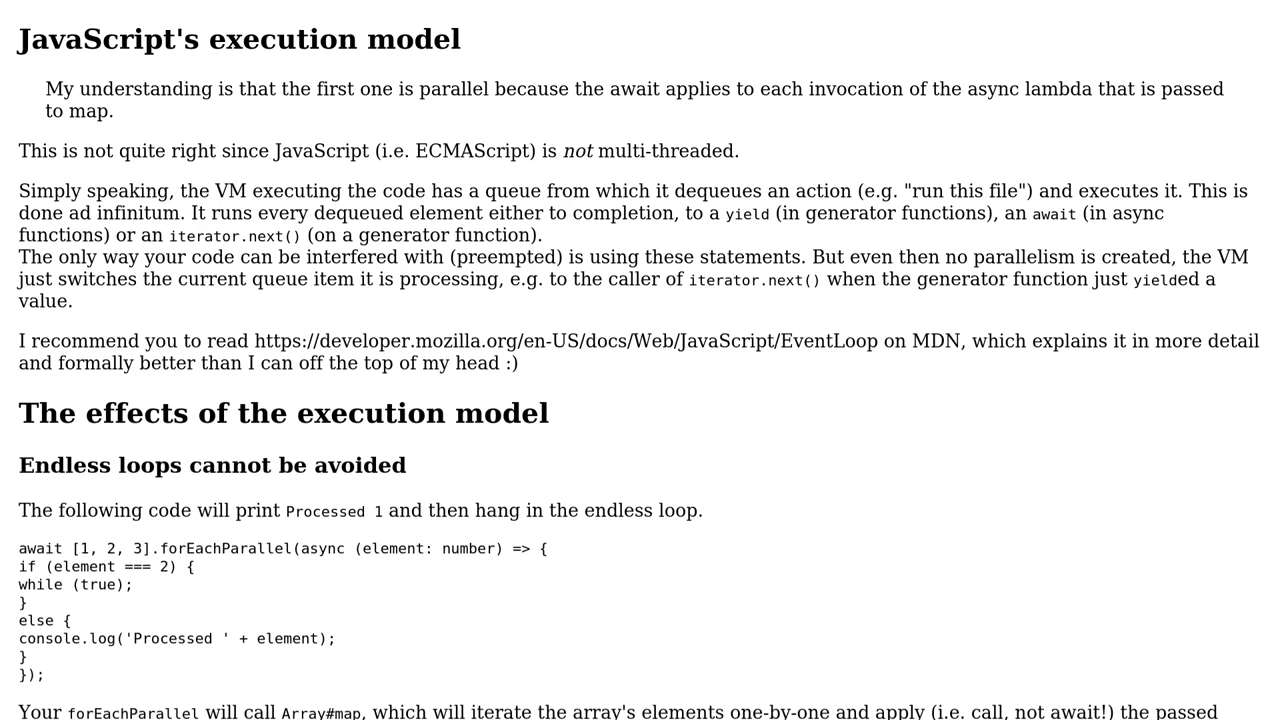 JavaScript's execution model
My understanding is that the first one is parallel because the await applies to each invocation of the async lambda that is passed
to map.
This is not quite right since JavaScript (i.e. ECMAScript) is not multi-threaded.
Simply speaking, the VM executing the code has a queue from which it dequeues an action (e.g. "run this file") and executes it. This is
done ad infinitum. It runs every dequeued element either to completion, to a yield (in generator functions), an await (in async
functions) or an iterator.next() (on a generator function).
The only way your code can be interfered with (preempted) is using these statements. But even then no parallelism is created, the VM
just switches the current queue item it is processing, e.g. to the caller of iterator.next() when the generator function just yielded a
value.
I recommend you to read https://developer.mozilla.org/en-US/docs/Web/JavaScript/EventLoop on MDN, which explains it in more detail
and formally better than I can off the top of my head :)
The effects of the execution model
Endless loops cannot be avoided
The following code will print Processed 1 and then hang in the endless loop.
await [1, 2, 3].forEachParallel(async (element: number) => {
if (element === 2) {
while (true);
}
else {
console.log('Processed ' + element);
}
});
Your forEachParallel will call Array#map, which will iterate the array's elements one-by-one and apply (i.e. call, not await!) the passed